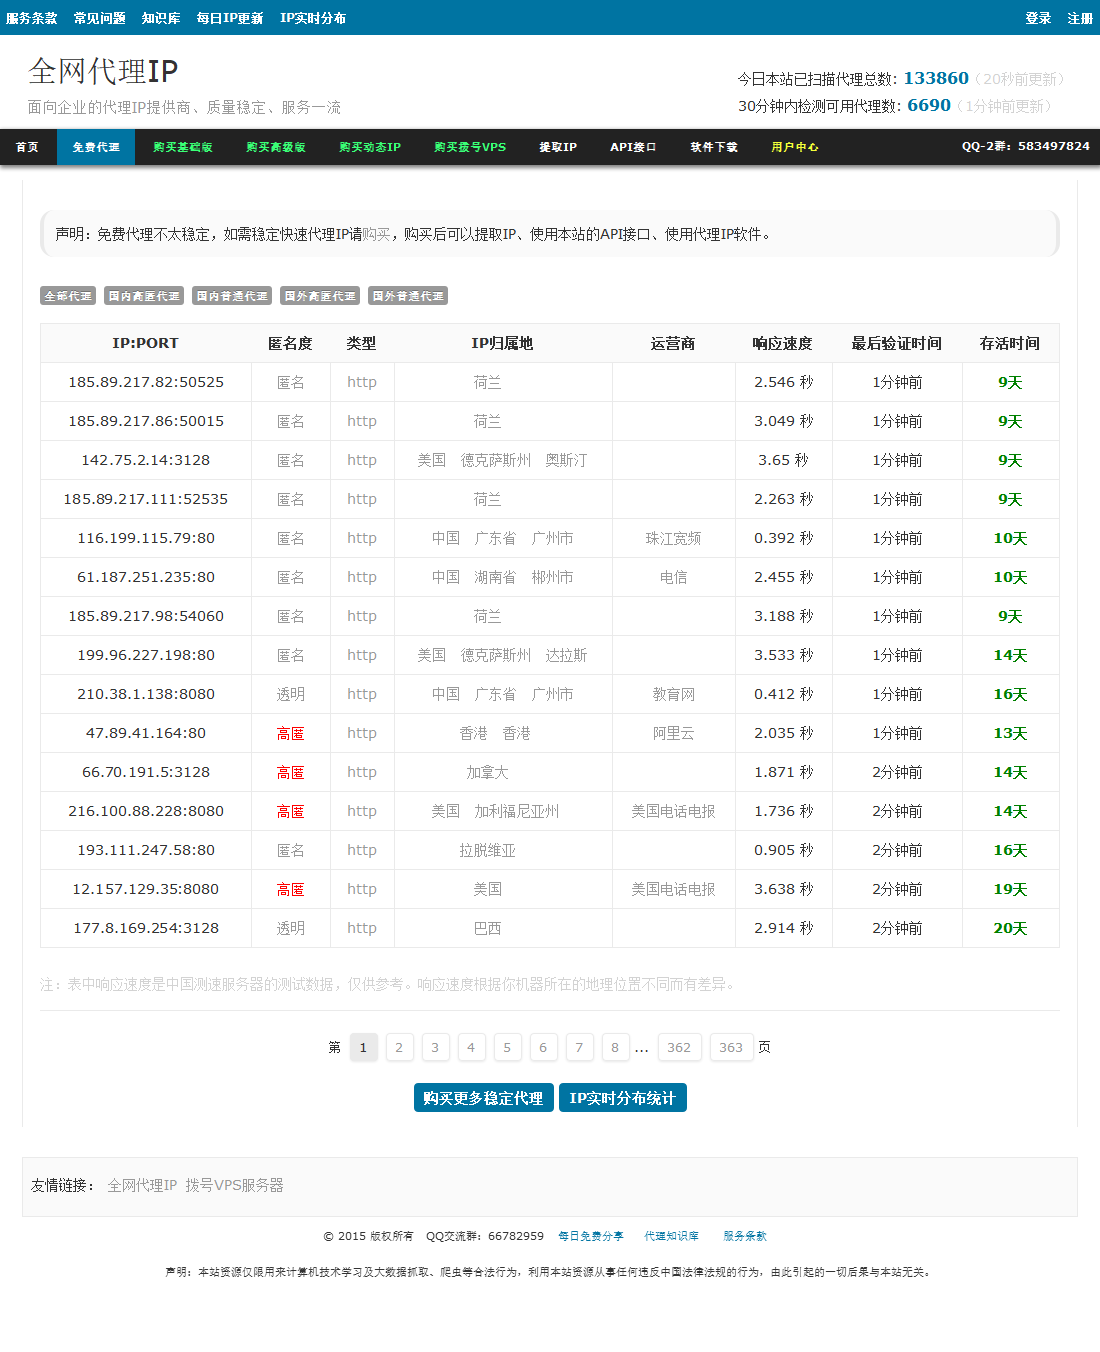 服务条款 常见问题 知识库 每日IP更新 IP实时分布 登录 注册
全网代理IP
面向企业的代理IP提供商、质量稳定、服务一流
今日本站已扫描代理总数：133860（20秒前更新）
30分钟内检测可用代理数：6690（1分钟前更新）
首页 免费代理 购买基础版 购买高级版 购买动态IP 购买拨号VPS 提取IP API接口 软件下载 用户中心 QQ-2群：583497824
声明：免费代理不太稳定，如需稳定快速代理IP请购买，购买后可以提取IP、使用本站的API接口、使用代理IP软件。
全部代理 国内高匿代理 国内普通代理 国外高匿代理 国外普通代理
IP:PORT 匿名度 类型 IP归属地 运营商 响应速度 最后验证时间 存活时间
185.89.217.82:50525 匿名 http 荷兰 2.546 秒 1分钟前 9天
185.89.217.86:50015 匿名 http 荷兰 3.049 秒 1分钟前 9天
142.75.2.14:3128 匿名 http 美国 德克萨斯州 奥斯汀 3.65 秒 1分钟前 9天
185.89.217.111:52535 匿名 http 荷兰 2.263 秒 1分钟前 9天
116.199.115.79:80 匿名 http 中国 广东省 广州市 珠江宽频 0.392 秒 1分钟前 10天
61.187.251.235:80 匿名 http 中国 湖南省 郴州市 电信 2.455 秒 1分钟前 10天
185.89.217.98:54060 匿名 http 荷兰 3.188 秒 1分钟前 9天
199.96.227.198:80 匿名 http 美国 德克萨斯州 达拉斯 3.533 秒 1分钟前 14天
210.38.1.138:8080 透明 http 中国 广东省 广州市 教育网 0.412 秒 1分钟前 16天
47.89.41.164:80 高匿 http 香港 香港 阿里云 2.035 秒 1分钟前 13天
66.70.191.5:3128 高匿 http 加拿大 1.871 秒 2分钟前 14天
216.100.88.228:8080 高匿 http 美国 加利福尼亚州 美国电话电报 1.736 秒 2分钟前 14天
193.111.247.58:80 匿名 http 拉脱维亚 0.905 秒 2分钟前 16天
12.157.129.35:8080 高匿 http 美国 美国电话电报 3.638 秒 2分钟前 19天
177.8.169.254:3128 透明 http 巴西 2.914 秒 2分钟前 20天
注：表中响应速度是中国测速服务器的测试数据，仅供参考。响应速度根据你机器所在的地理位置不同而有差异。
第 1 2 3 4 5 6 7 8 ... 362 363 页
购买更多稳定代理 IP实时分布统计
友情链接： 全网代理IP 拨号VPS服务器
© 2015 版权所有 QQ交流群：66782959 每日免费分享 代理知识库 服务条款
声明：本站资源仅限用来计算机技术学习及大数据抓取、爬虫等合法行为，利用本站资源从事任何违反中国法律法规的行为，由此引起的一切后果与本站无关。